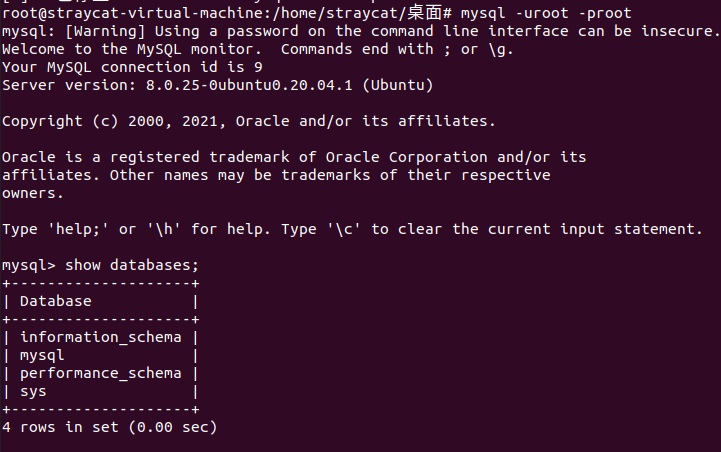 root@straycat-virtual-machine:/home/straycat/桌面# mysql -uroot -proot
mysql: [Warning] Using a password on the command line interface can be insecure.
Welcome to the MySQL monitor.  Commands end with ; or \g.
Your MySQL connection id is 9
Server version: 8.0.25-0ubuntu0.20.04.1 (Ubuntu)

Copyright (c) 2000, 2021, Oracle and/or its affiliates.

Oracle is a registered trademark of Oracle Corporation and/or its
affiliates. Other names may be trademarks of their respective
owners.

Type 'help;' or '\h' for help. Type '\c' to clear the current input statement.

mysql> show databases;
+--------------------+
| Database           |
+--------------------+
| information_schema |
| mysql              |
| performance_schema |
| sys                |
+--------------------+
4 rows in set (0.00 sec)